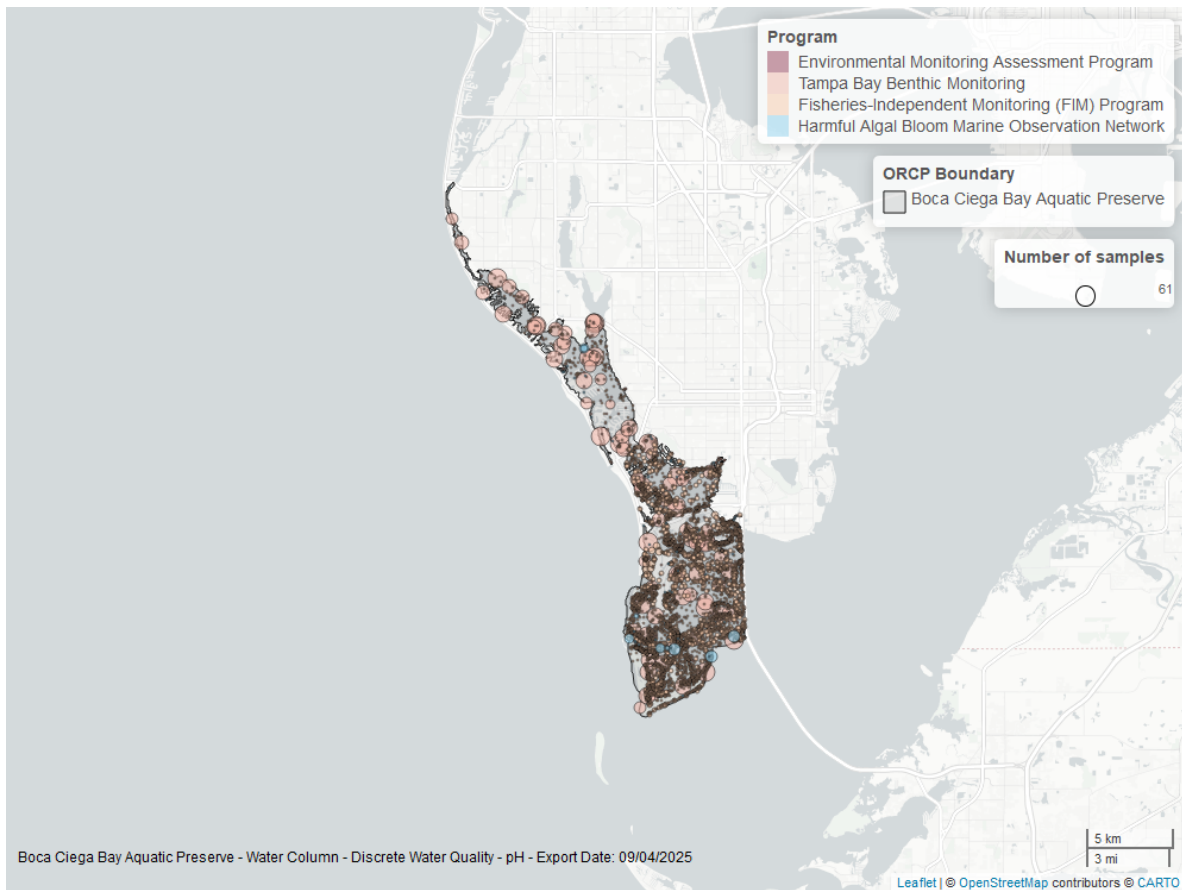 Program
Environmental Monitoring Assessment Program
Tampa Bay Benthic Monitoring
Fisheries-Independent Monitoring (FIM) Program
Harmful Algal Bloom Marine Observation Network
ORCP Boundary
Boca Ciega Bay Aquatic Preserve
Number of samples
61
Boca Ciega Bay Aquatic Preserve - Water Column - Discrete Water Quality - pH - Export Date: 09/04/2025
5 km
3 mi
Leaflet | © OpenStreetMap contributors © CARTO